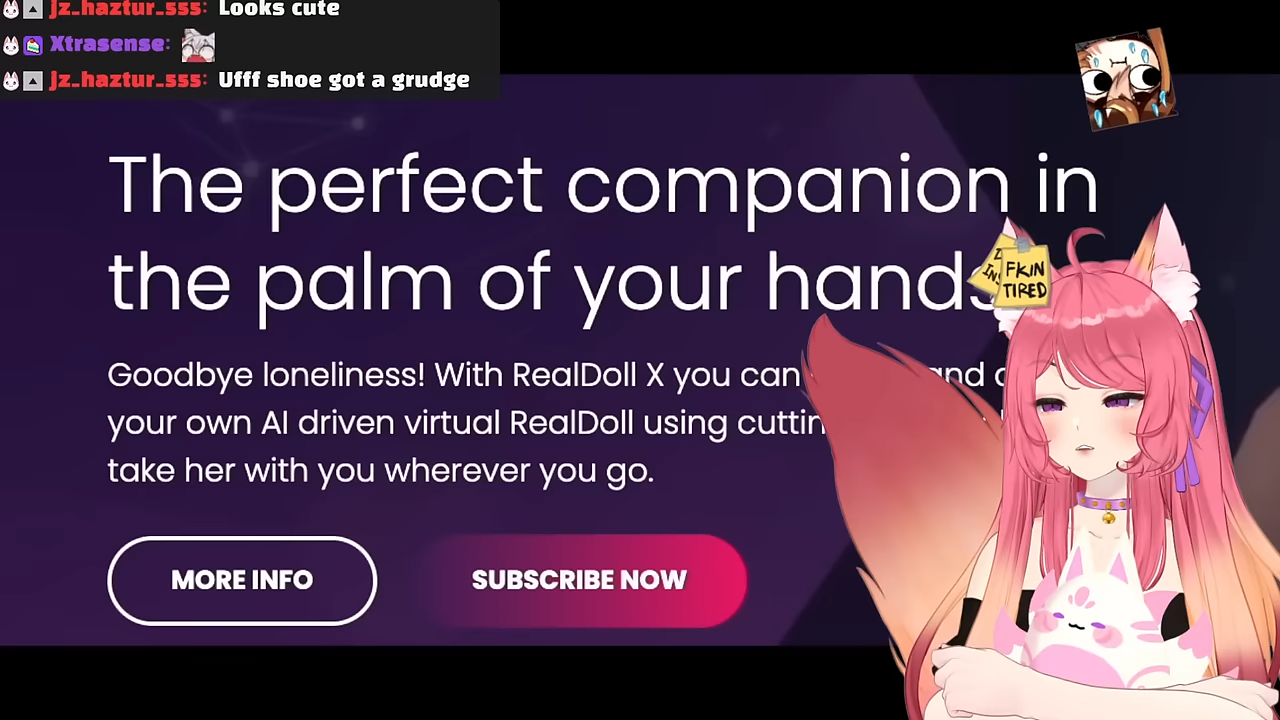 jz_haztur_555: Looks cute
Xtrasense:
jz_haztur_555: Ufff shoe got a grudge
The perfect companion in
the palm of your hands
FKIN
TIRED
Goodbye loneliness! With RealDoll X you can and
your own AI driven virtual RealDoll using
take her with you wherever you go.
MORE INFO
SUBSCRIBE NOW